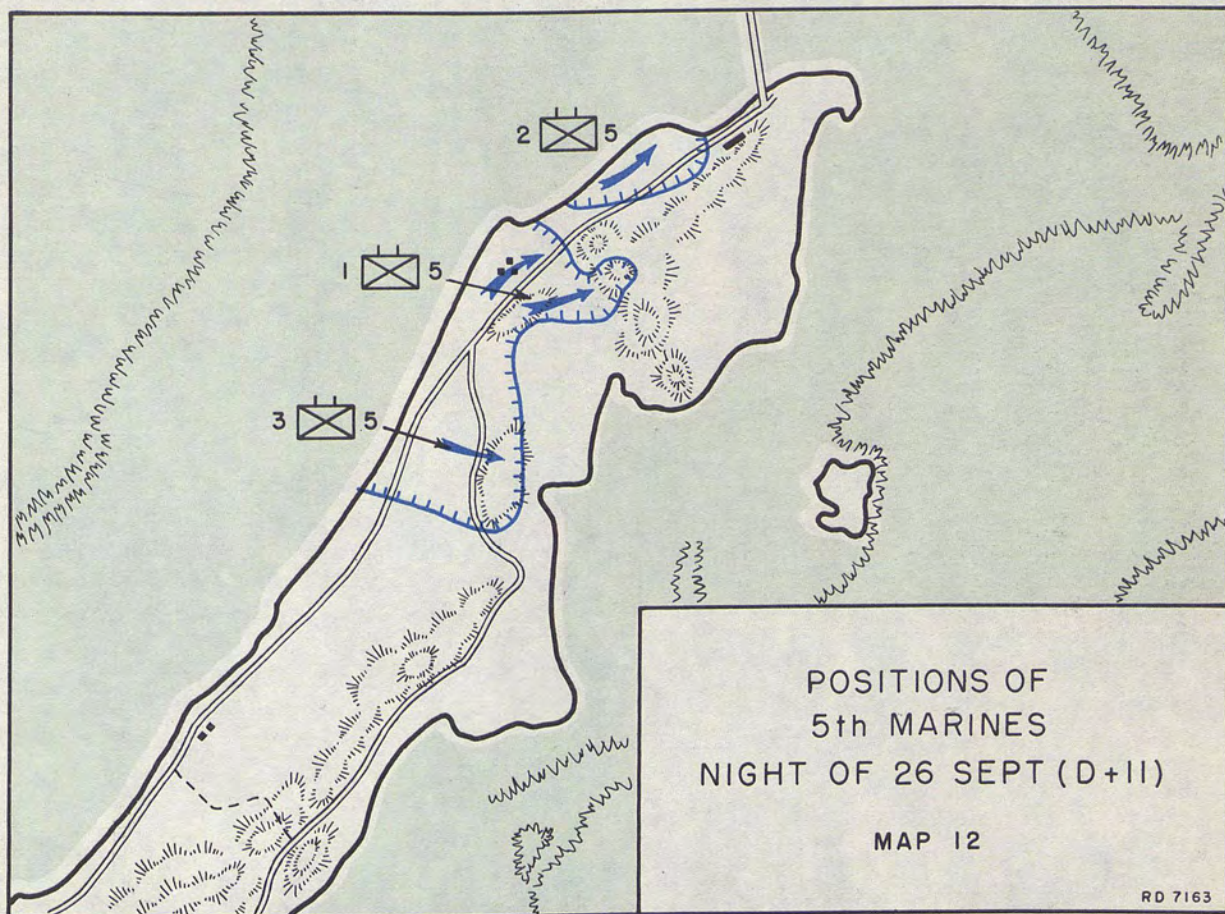 2 5
1 5
3 5
POSITIONS OF
5th MARINES
NIGHT OF 26 SEPT (D+11)
MAP 12
RD 7163